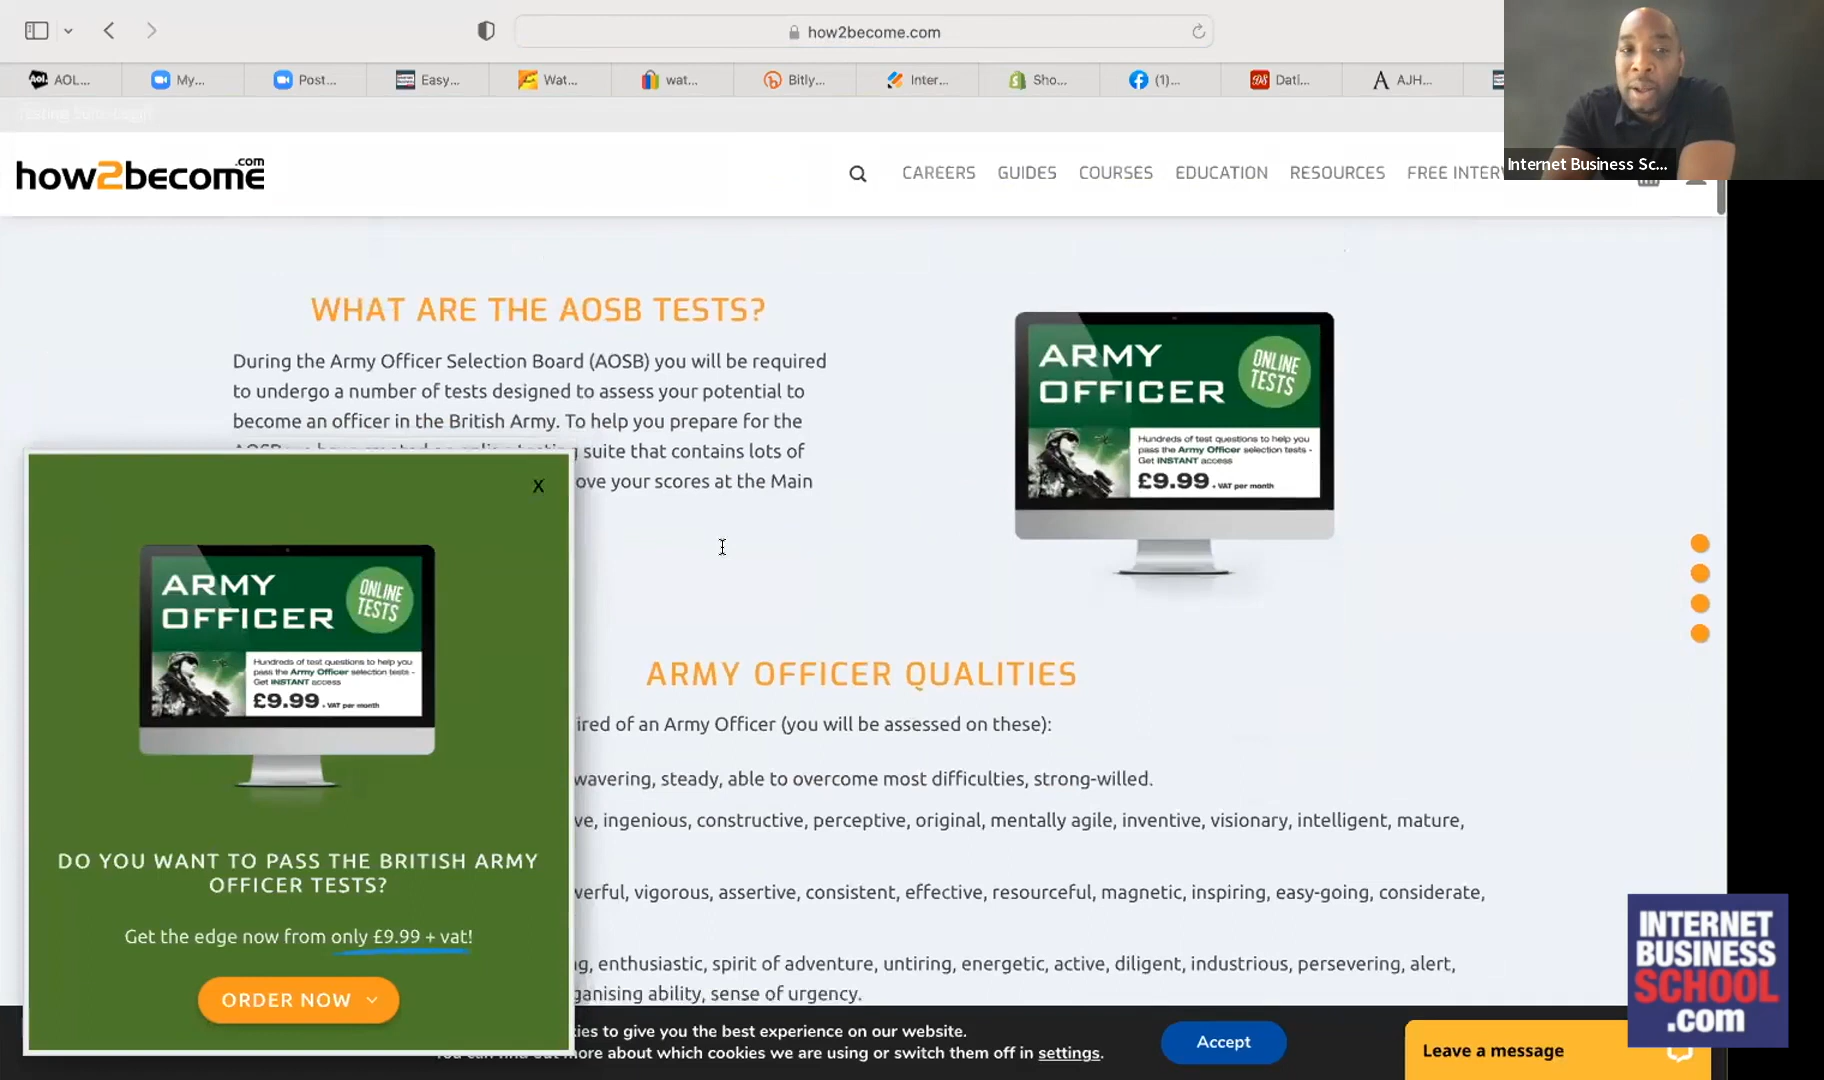 how2become.com
AOL...
My...
Post...
Easy...
Wat...
wat...
Bitly...
Inter...
Sho...
(1)...
Dati...
AJH...
Internet Business Sc...
Testing Suite Login
how2become.com
CAREERS
GUIDES
COURSES
EDUCATION
RESOURCES
FREE INTERV
WHAT ARE THE AOSB TESTS?
During the Army Officer Selection Board (AOSB) you will be required
to undergo a number of tests designed to assess your potential to
become an officer in the British Army. To help you prepare for the
suite that contains lots of
ove your scores at the Main
ARMY
OFFICER
ONLINE
TESTS
Hundreds of test questions to help you
pass the Army Officer selection tests -
Get INSTANT access
£9.99 + VAT per month
ARMY OFFICER QUALITIES
ired of an Army Officer (you will be assessed on these):
wavering, steady, able to overcome most difficulties, strong-willed.
ve, ingenious, constructive, perceptive, original, mentally agile, inventive, visionary, intelligent, mature,
werful, vigorous, assertive, consistent, effective, resourceful, magnetic, inspiring, easy-going, considerate,
ng, enthusiastic, spirit of adventure, untiring, energetic, active, diligent, industrious, persevering, alert,
ganising ability, sense of urgency.
X
ARMY
OFFICER
ONLINE
TESTS
Hundreds of test questions to help you
pass the Army Officer selection tests -
Get INSTANT access
£9.99 + VAT per month
DO YOU WANT TO PASS THE BRITISH ARMY
OFFICER TESTS?
Get the edge now from only £9.99 + vat!
ORDER NOW
kies to give you the best experience on our website.
more about which cookies we are using or switch them off in settings.
Accept
Leave a message
INTERNET
BUSINESS
SCHOOL
.com